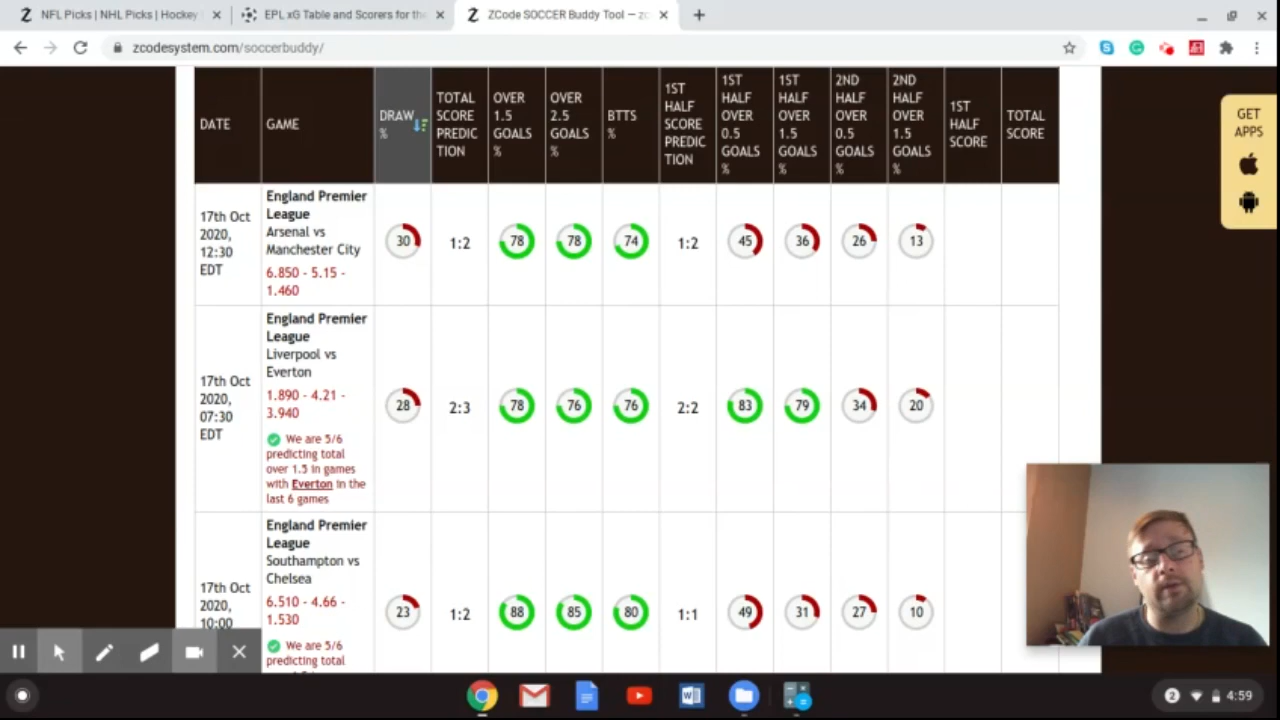 NFL Picks | NHL Picks | Hockey
EPL xG Table and Scorers for the
ZCode SOCCER Buddy Tool — zc
zcodesystem.com/soccerbuddy/
DATE
GAME
DRAW
%
TOTAL
SCORE
PREDIC
TION
OVER
1.5
GOALS
%
OVER
2.5
GOALS
%
BTTS
%
1ST
HALF
SCORE
PREDIC
TION
1ST
HALF
OVER
0.5
GOALS
%
1ST
HALF
OVER
1.5
GOALS
%
2ND
HALF
OVER
0.5
GOALS
%
2ND
HALF
OVER
1.5
GOALS
%
1ST
HALF
SCORE
TOTAL
SCORE
GET
APPS
17th Oct
2020,
12:30
EDT
England Premier
League
Arsenal vs
Manchester City
6.850 - 5.15 -
1.460
30
1:2
78
78
74
1:2
45
36
26
13
17th Oct
2020,
07:30
EDT
England Premier
League
Liverpool vs
Everton
1.890 - 4.21 -
3.940
We are 5/6
predicting total
over 1.5 in games
with Everton in the
last 6 games
28
2:3
78
76
76
2:2
83
79
34
20
17th Oct
2020,
10:00
England Premier
League
Southampton vs
Chelsea
6.510 - 4.66 -
1.530
We are 5/6
predicting total
23
1:2
88
85
80
1:1
49
31
27
10
2
4:59